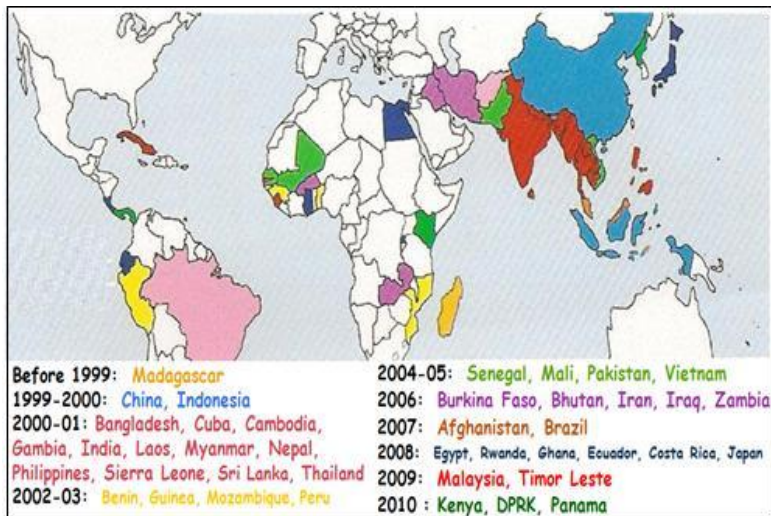 Before 1999: Madagascar
1999-2000: China, Indonesia
2000-01: Bangladesh, Cuba, Cambodia,
Gambia, India, Laos, Myanmar, Nepal,
Philippines, Sierra Leone, Sri Lanka, Thailand
2002-03: Benin, Guinea, Mozambique, Peru
2004-05: Senegal, Mali, Pakistan, Vietnam
2006: Burkina Faso, Bhutan, Iran, Iraq, Zambia
2007: Afghanistan, Brazil
2008: Egypt, Rwanda, Ghana, Ecuador, Costa Rica, Japan
2009: Malaysia, Timor Leste
2010: Kenya, DPRK, Panama